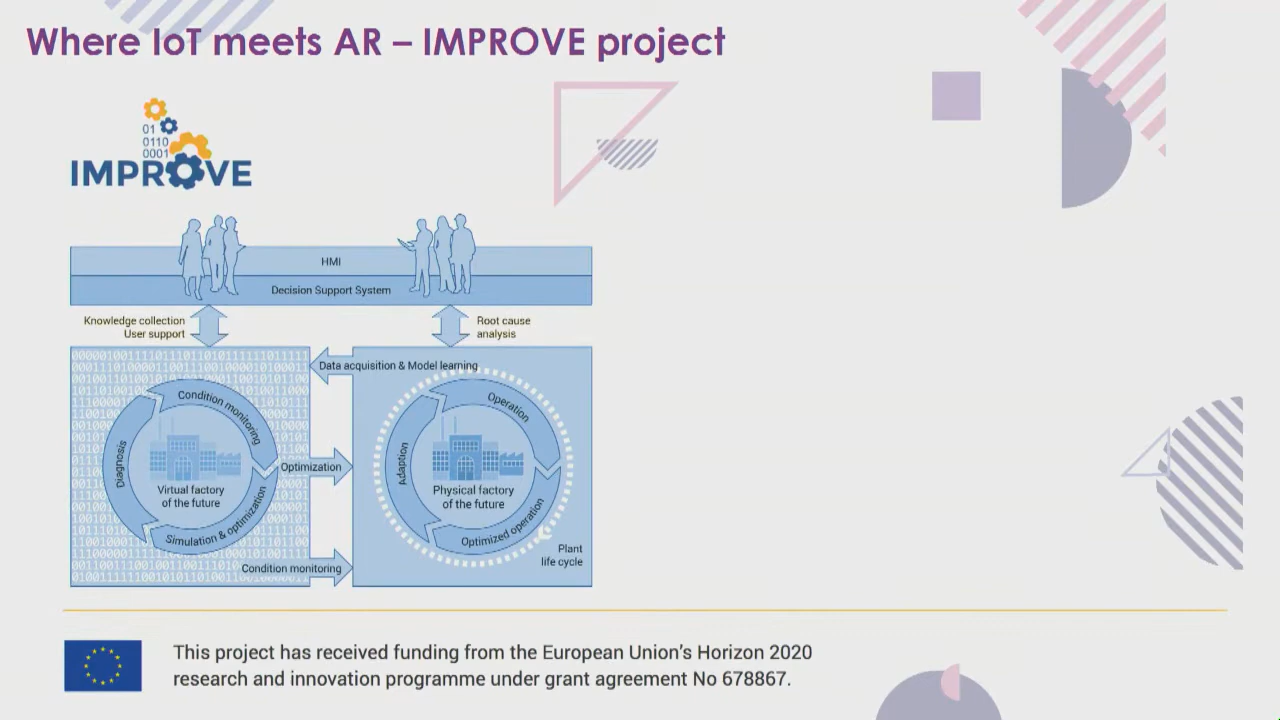 Where IoT meets AR – IMPROVE project
01
0110
0001
IMPROVE
HMI
Decision Support System
Knowledge collection
User support
Root cause
analysis
Data acquisition & Model learning
Condition monitoring
Diagnosis
Simulation & optimization
Virtual factory
of the future
Optimization
Condition monitoring
Operation
Adaption
Optimized operation
Physical factory
of the future
Plant
life cycle
This project has received funding from the European Union's Horizon 2020
research and innovation programme under grant agreement No 678867.